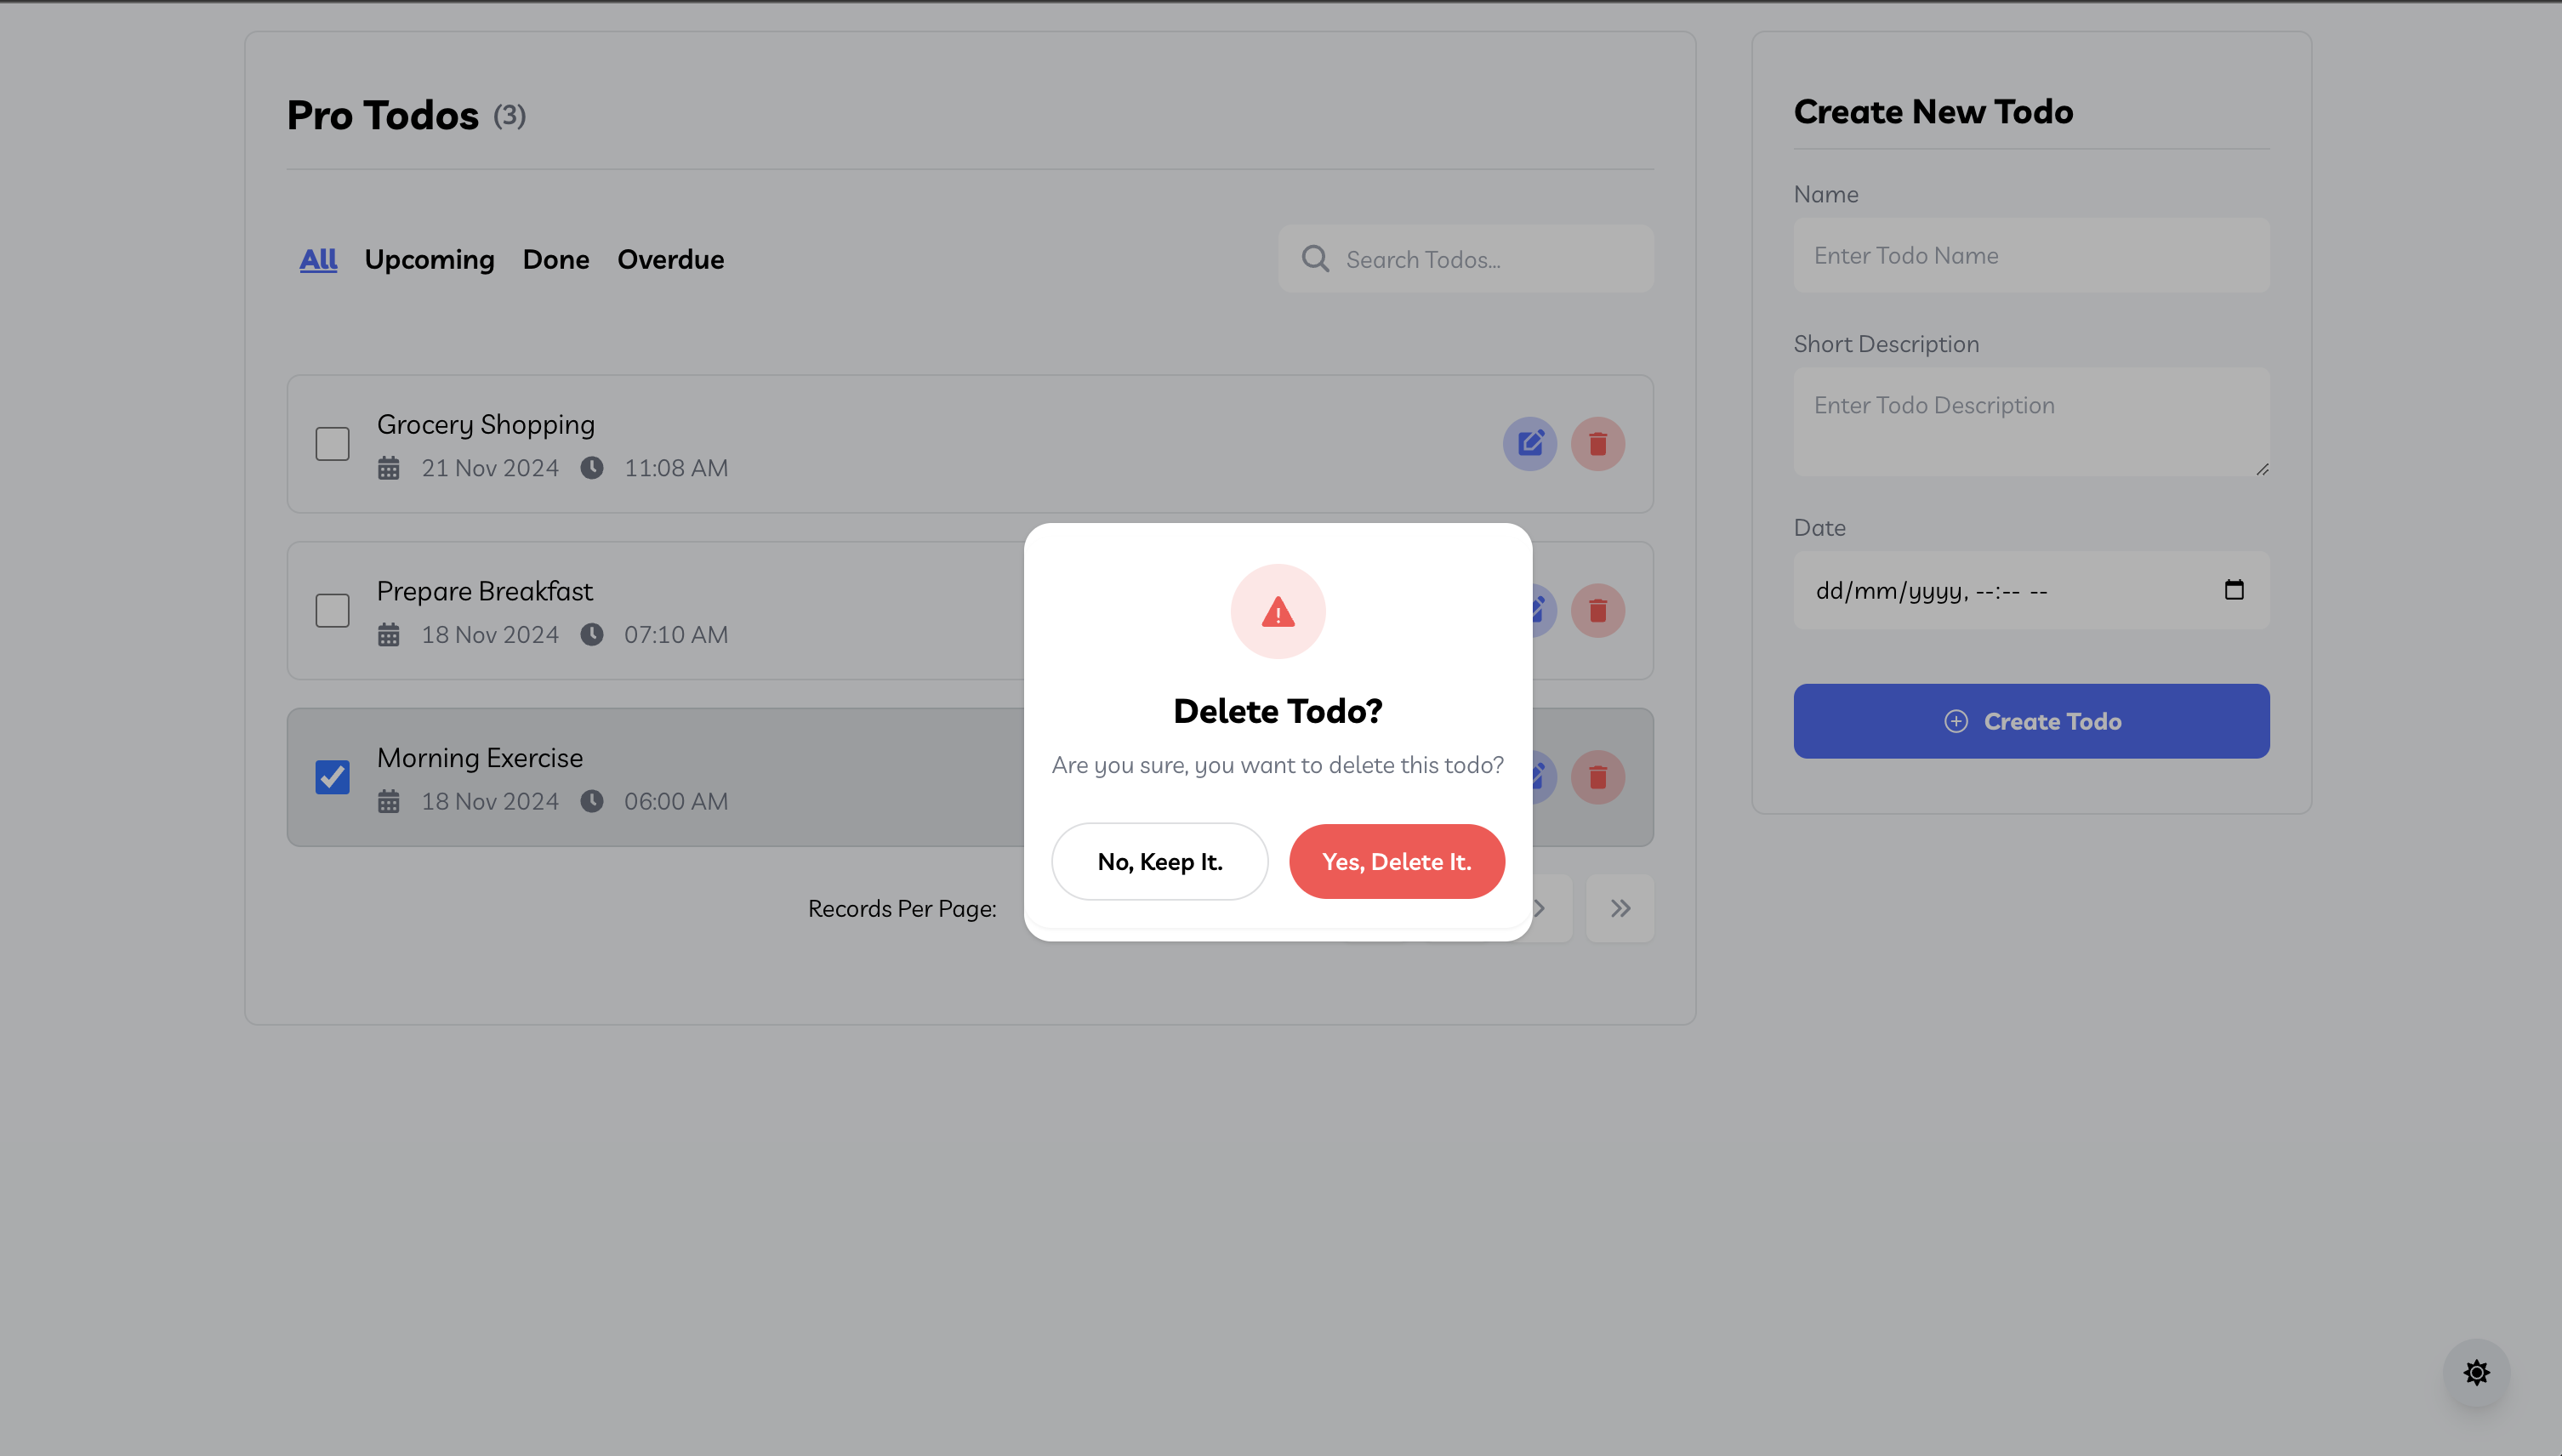 Pro Todos (3)
All Upcoming Done Overdue
Search Todos...
Grocery Shopping
21 Nov 2024 11:08 AM
Prepare Breakfast
18 Nov 2024 07:10 AM
Morning Exercise
18 Nov 2024 06:00 AM
Records Per Page:
Delete Todo?
Are you sure, you want to delete this todo?
No, Keep It. Yes, Delete It.
Create New Todo
Name
Enter Todo Name
Short Description
Enter Todo Description
Date
dd/mm/yyyy, --:-- --
Create Todo